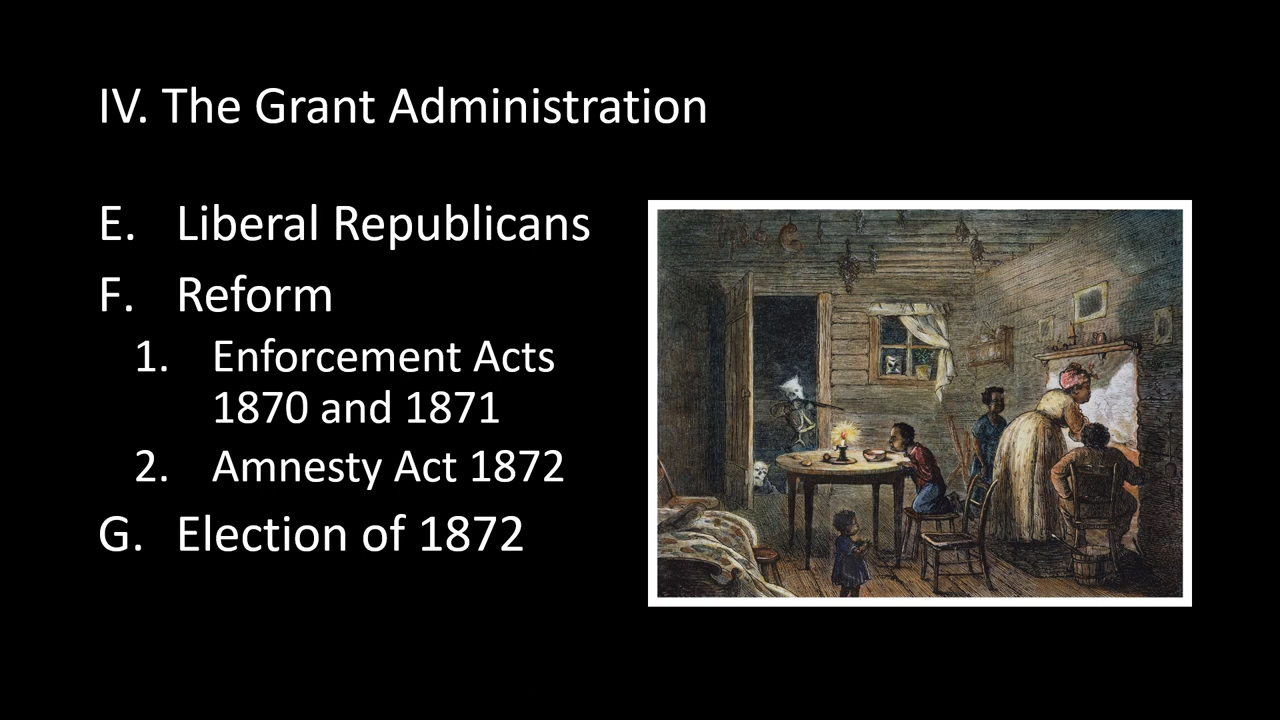 IV. The Grant Administration
E. Liberal Republicans
F. Reform
1. Enforcement Acts
1870 and 1871
2. Amnesty Act 1872
G. Election of 1872